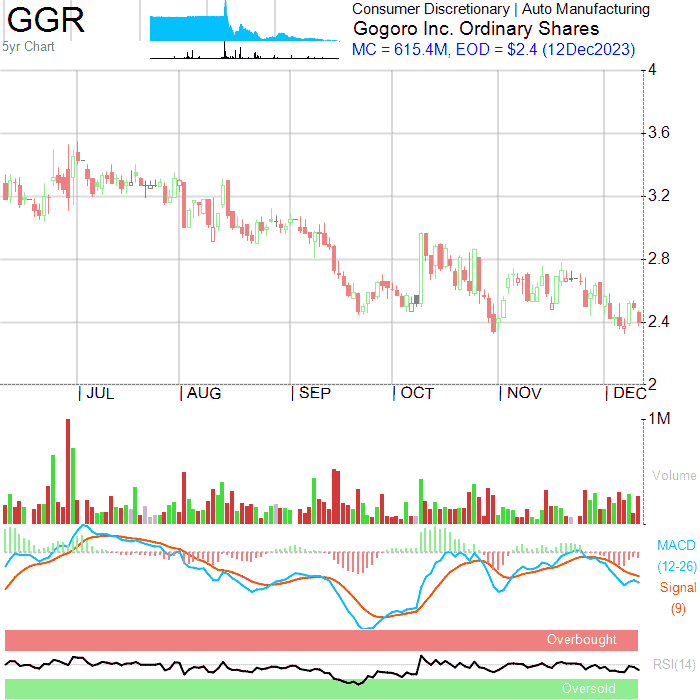 GGR
5yr Chart
Consumer Discretionary | Auto Manufacturing
Gogoro Inc. Ordinary Shares
MC = 615.4M, EOD = $2.4 (12Dec2023)
4
3.6
3.2
2.8
2.4
2
JUL
AUG
SEP
OCT
NOV
DEC
1M
Volume
MACD
(12-26)
Signal
(9)
Overbought
RSI(14)
Oversold